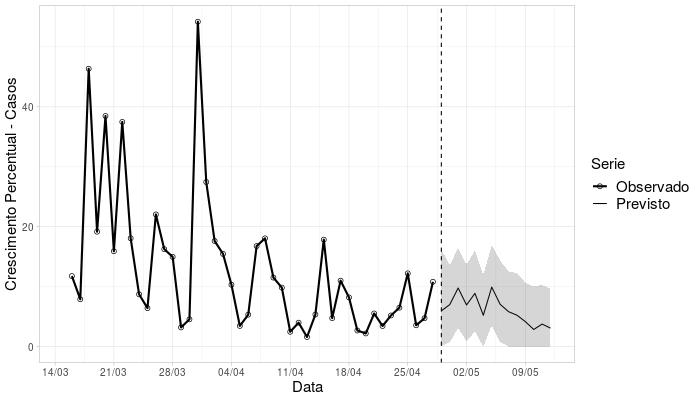 Crescimento Percentual - Casos
40
20
0
14/03 21/03 28/03 04/04 11/04 18/04 25/04 02/05 09/05
Data
Serie
Observado
Previsto